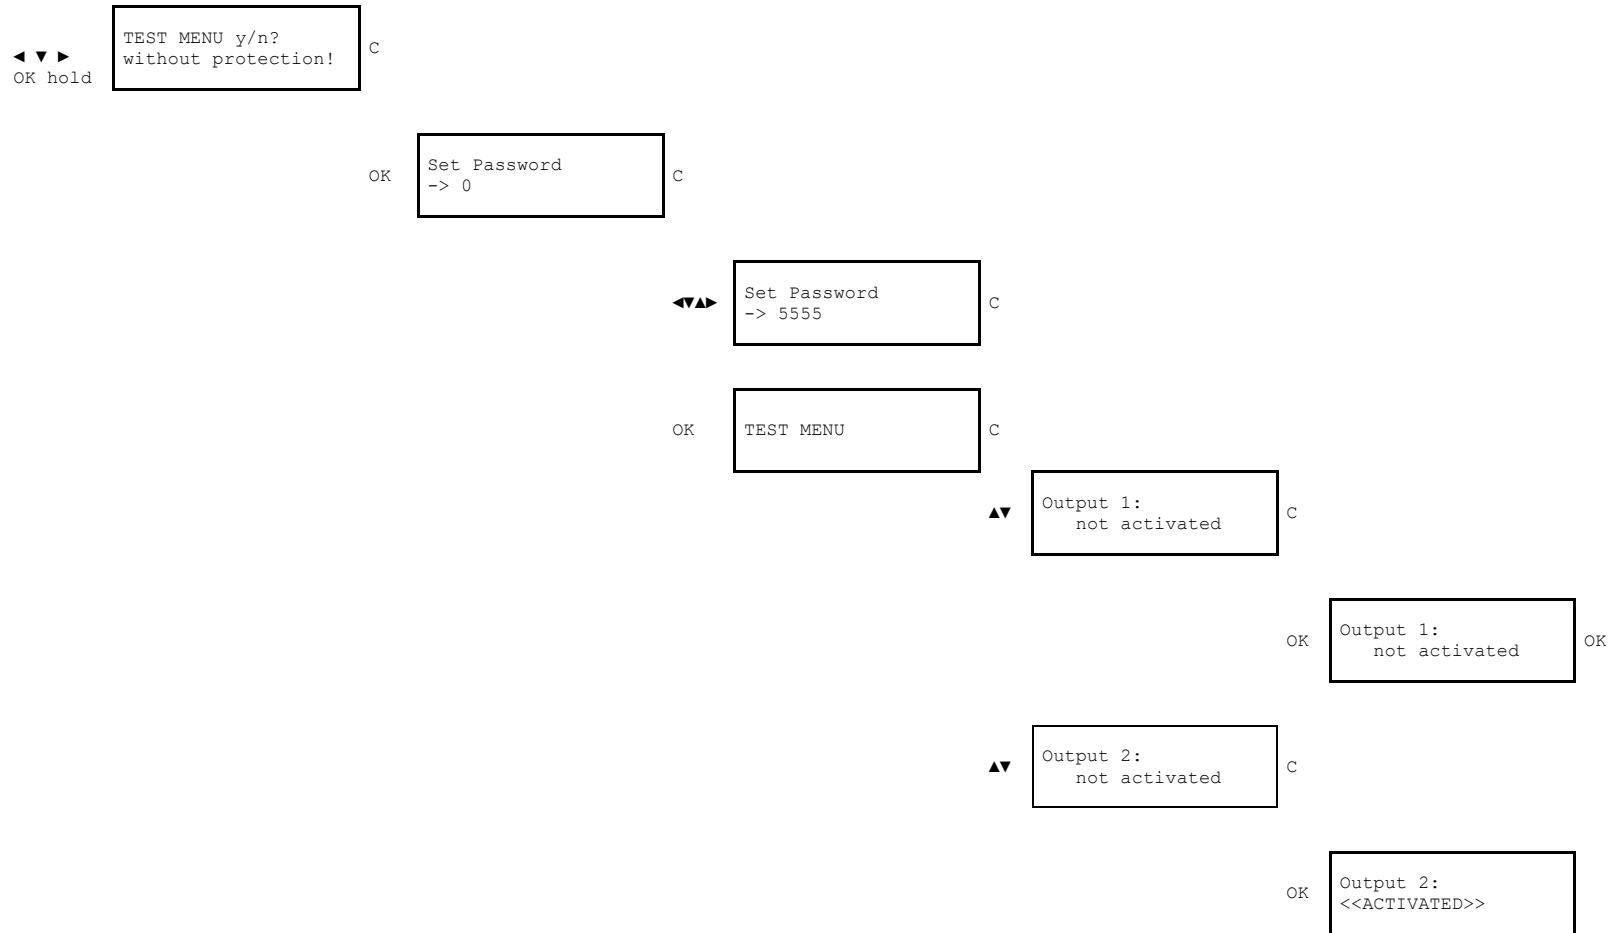 TEST MENU y/n?
◄ ▼ ► without protection! C
OK hold
OK Set Password C
-> 0
◄▼▲► Set Password C
-> 5555
OK TEST MENU C
▲▼ Output 1: C
not activated
OK Output 1: OK
not activated
▲▼ Output 2: C
not activated
OK Output 2:
<<ACTIVATED>>